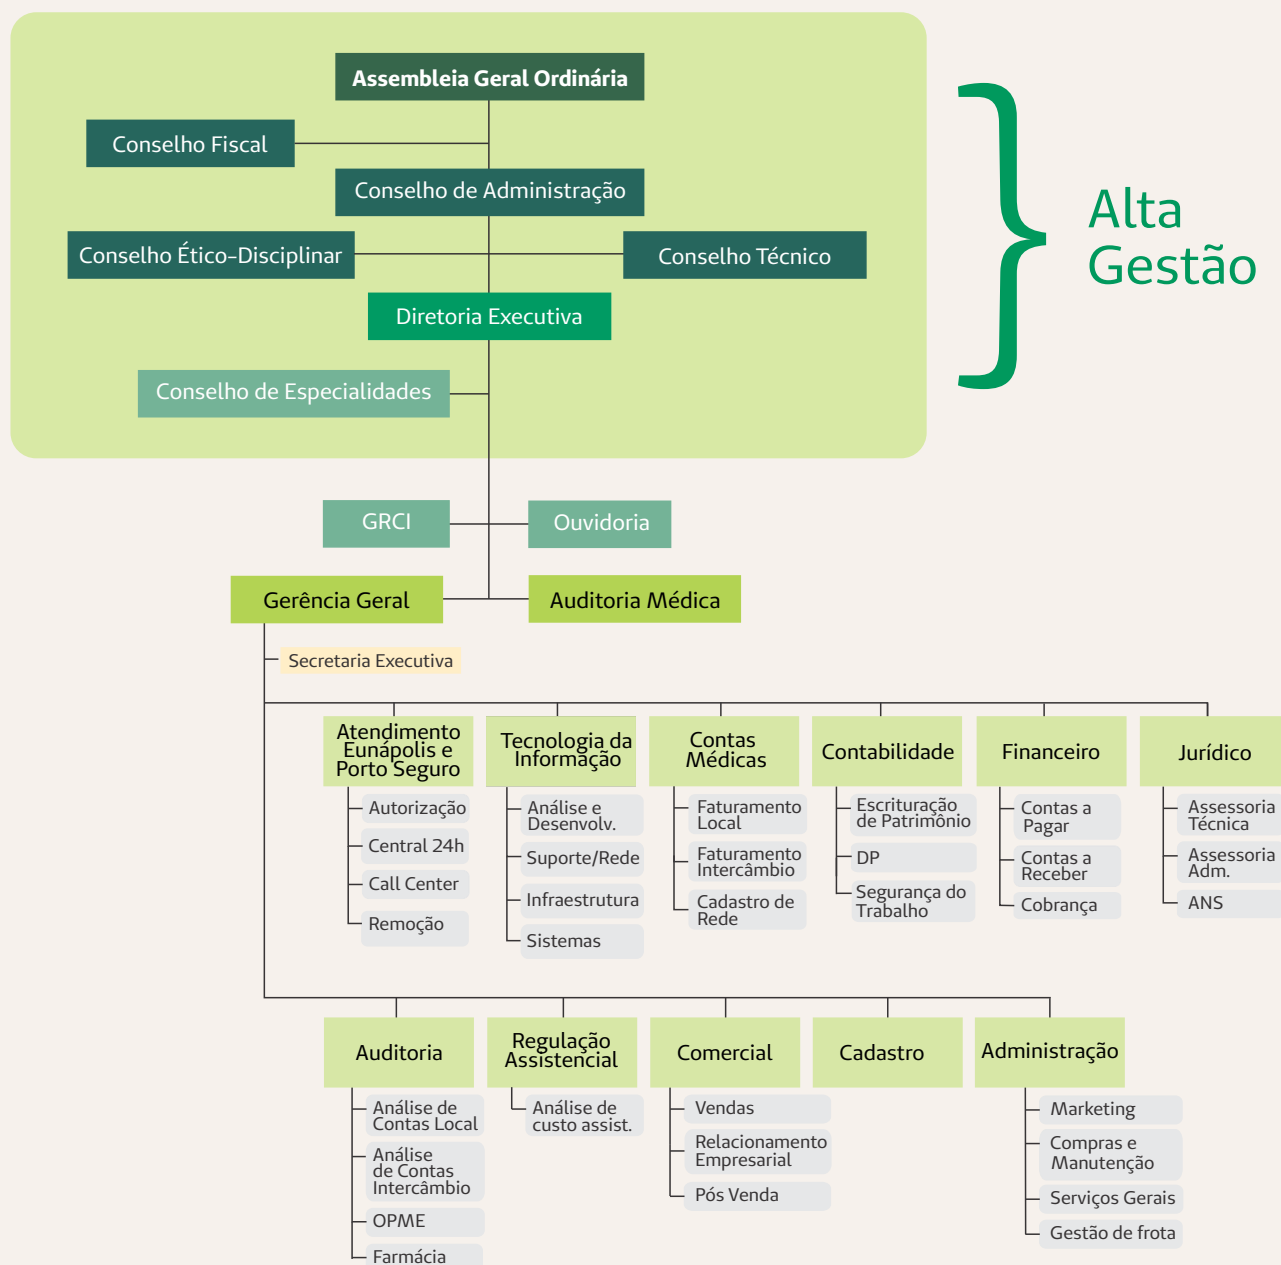 Assembleia Geral Ordinária
Conselho Fiscal
Conselho de Administração
Conselho Ético-Disciplinar
Conselho Técnico
Diretoria Executiva
Conselho de Especialidades
Alta
Gestão
GRCI
Ouvidoria
Gerência Geral
Auditoria Médica
Secretaria Executiva
Atendimento
Eunápolis e
Porto Seguro
Autorização
Central 24h
Call Center
Remoção
Tecnologia da
Informação
Análise e
Desenvolv.
Suporte/Rede
Infraestrutura
Sistemas
Contas
Médicas
Faturamento
Local
Faturamento
Intercâmbio
Cadastro de
Rede
Contabilidade
Escrituração
de Patrimônio
DP
Segurança do
Trabalho
Financeiro
Contas a
Pagar
Contas a
Receber
Cobrança
Jurídico
Assessoria
Técnica
Assessoria
Adm.
ANS
Auditoria
Análise de
Contas Local
Análise
de Contas
Intercâmbio
OPME
Farmácia
Regulação
Assistencial
Análise de
custo assist.
Comercial
Vendas
Relacionamento
Empresarial
Pós Venda
Cadastro
Administração
Marketing
Compras e
Manutenção
Serviços Gerais
Gestão de frota